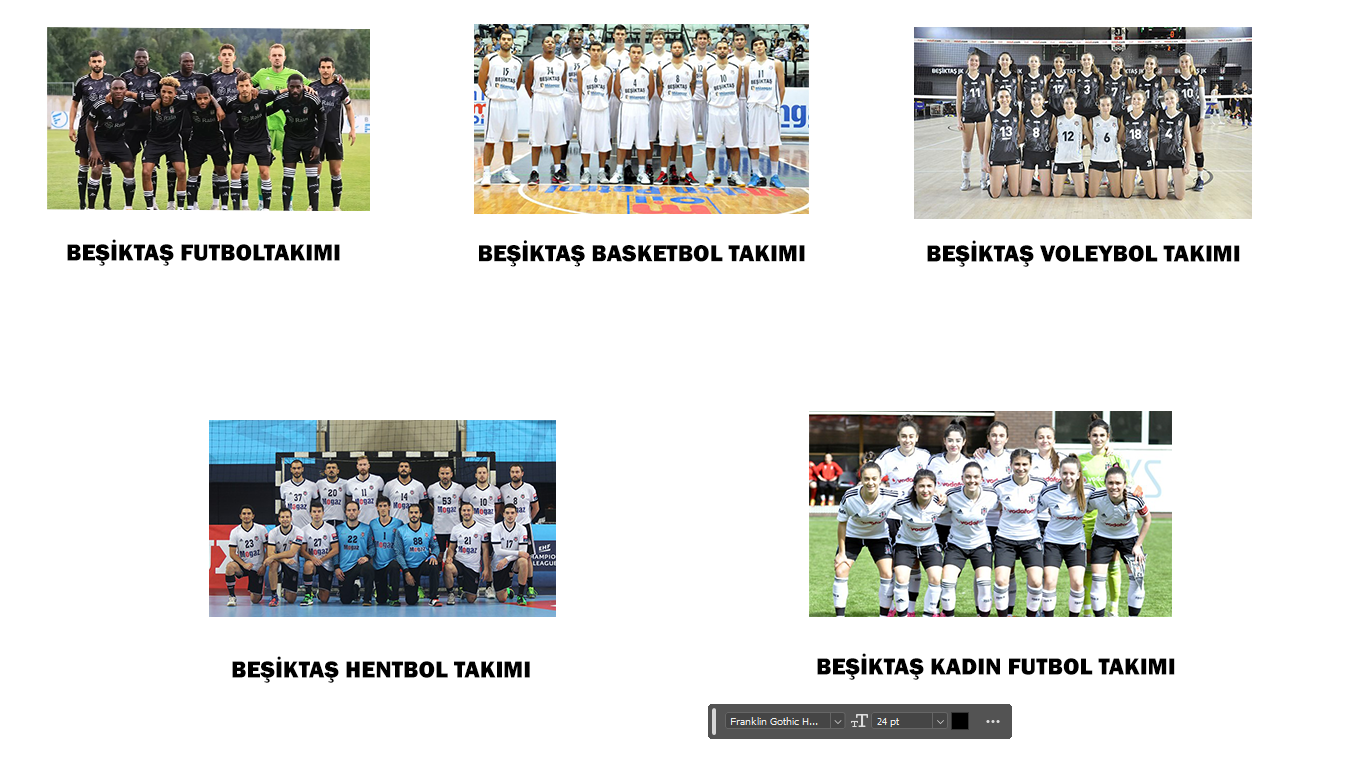 BEŞİKTAŞ FUTBOLTAKIMI
BEŞİKTAŞ BASKETBOL TAKIMI
BEŞİKTAŞ VOLEYBOL TAKIMI
BEŞİKTAŞ HENTBOL TAKIMI
BEŞİKTAŞ KADIN FUTBOL TAKIMI
Franklin Gothic H...
24 pt